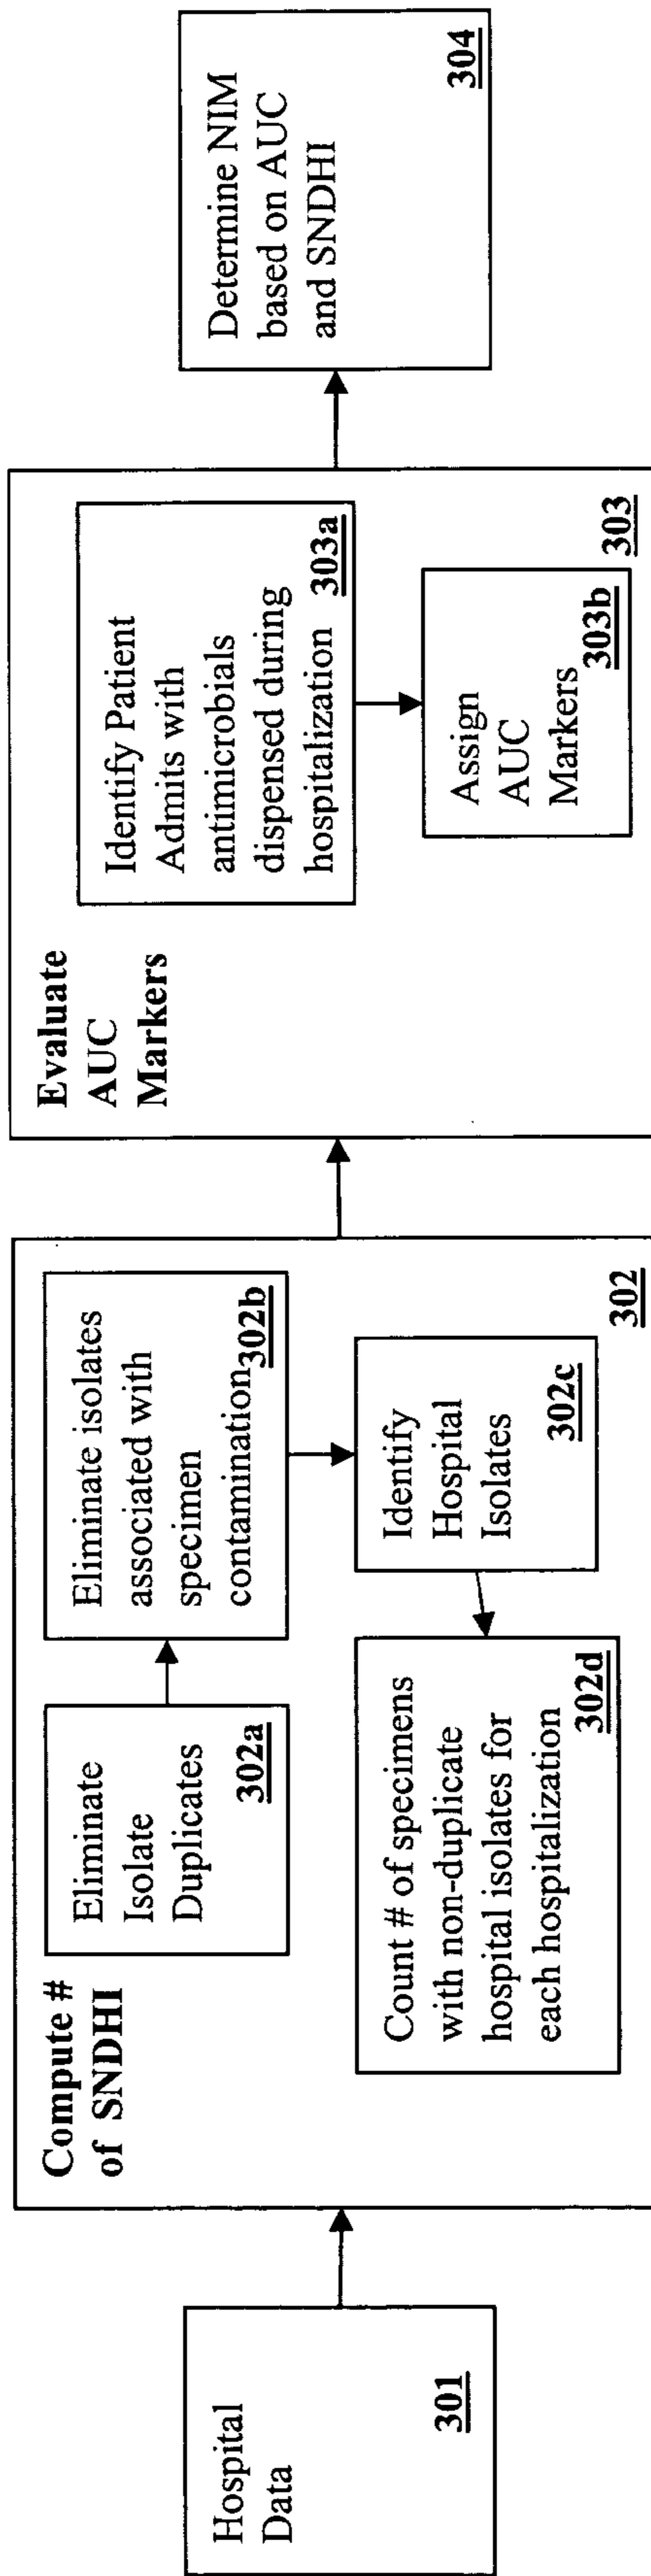 Hospital
Data
301
Compute #
of SNDHI
Eliminate
Isolate
Duplicates
302a
Eliminate isolates
associated with
specimen
contamination
302b
Identify
Hospital
Isolates
302c
Count # of specimens
with non-duplicate
hospital isolates for
each hospitalization
302d
302
Evaluate
AUC
Markers
Identify Patient
Admits with
antimicrobials
dispensed during
hospitalization
303a
Assign
AUC
Markers
303b
303
Determine NIM
based on AUC
and SNDHI
304